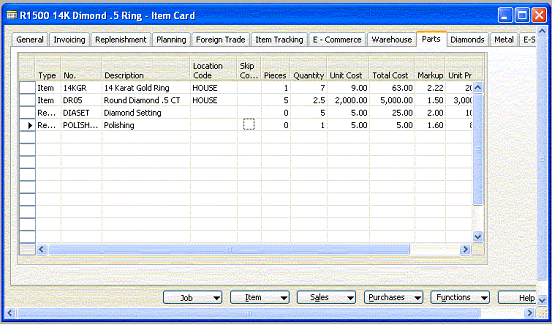 R1500 14K Dimond .5 Ring - Item Card
General Invoicing Replenishment Planning Foreign Trade Item Tracking E - Commerce Warehouse Parts Diamonds Metal E-S
Type No. Description Location Code Skip Co... Pieces Quantity Unit Cost Total Cost Markup Unit Pr
Item 14KGR 14 Karat Gold Ring HOUSE 1 7 9.00 63.00 2.22 20
Item DR05 Round Diamond .5 CT HOUSE 5 2.5 2,000.00 5,000.00 1.50 3,000
Re... DIASET Diamond Setting 0 5 5.00 25.00 2.00 10
Re... POLISH... Polishing 0 1 5.00 5.00 1.60
Job Item Sales Purchases Functions Help